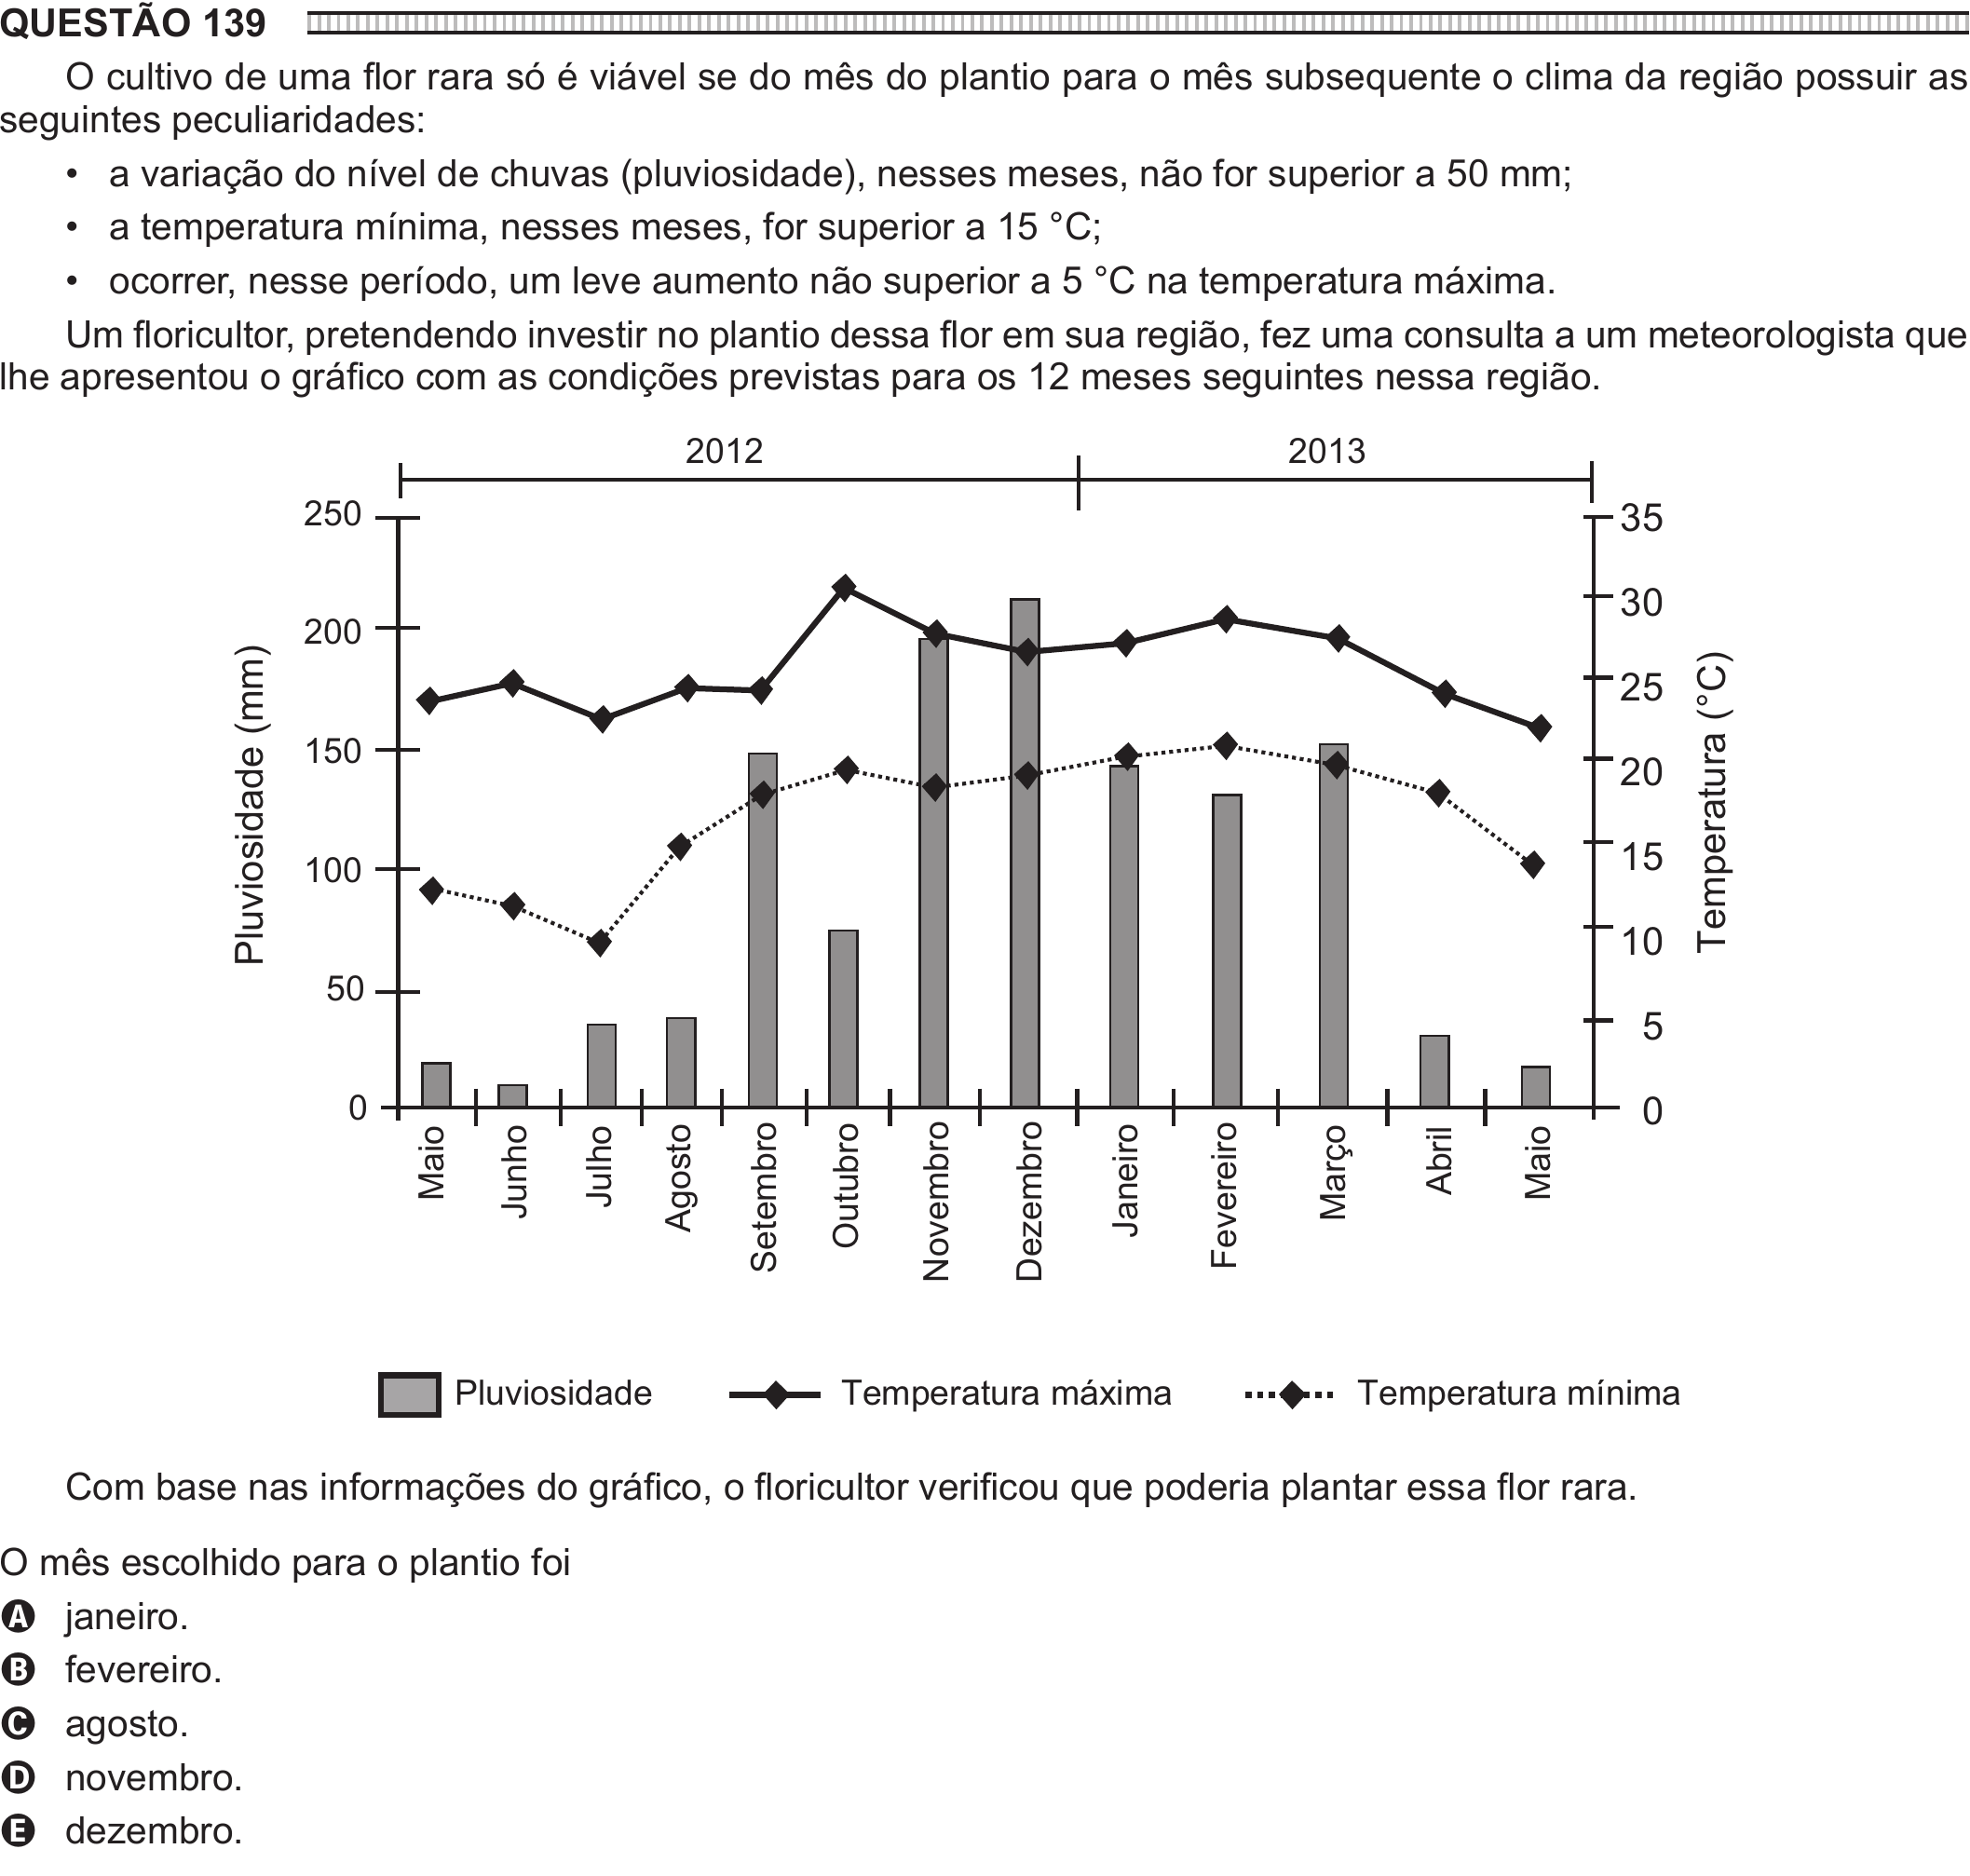 QUESTÃO 139
O cultivo de uma flor rara só é viável se do mês do plantio para o mês subsequente o clima da região possuir as
seguintes peculiaridades:
• a variação do nível de chuvas (pluviosidade), nesses meses, não for superior a 50 mm;
• a temperatura mínima, nesses meses, for superior a 15 °C;
• ocorrer, nesse período, um leve aumento não superior a 5 °C na temperatura máxima.
Um floricultor, pretendendo investir no plantio dessa flor em sua região, fez uma consulta a um meteorologista que
lhe apresentou o gráfico com as condições previstas para os 12 meses seguintes nessa região.
2012 2013
250 35
200 30
150 25
100 20
50 15
0 10
5
0
Pluviosidade (mm)
Temperatura (°C)
Maio Junho Julho Agosto Setembro Outubro Novembro Dezembro Janeiro Fevereiro Março Abril Maio
Pluviosidade Temperatura máxima Temperatura mínima
Com base nas informações do gráfico, o floricultor verificou que poderia plantar essa flor rara.
O mês escolhido para o plantio foi
A janeiro.
B fevereiro.
C agosto.
D novembro.
E dezembro.